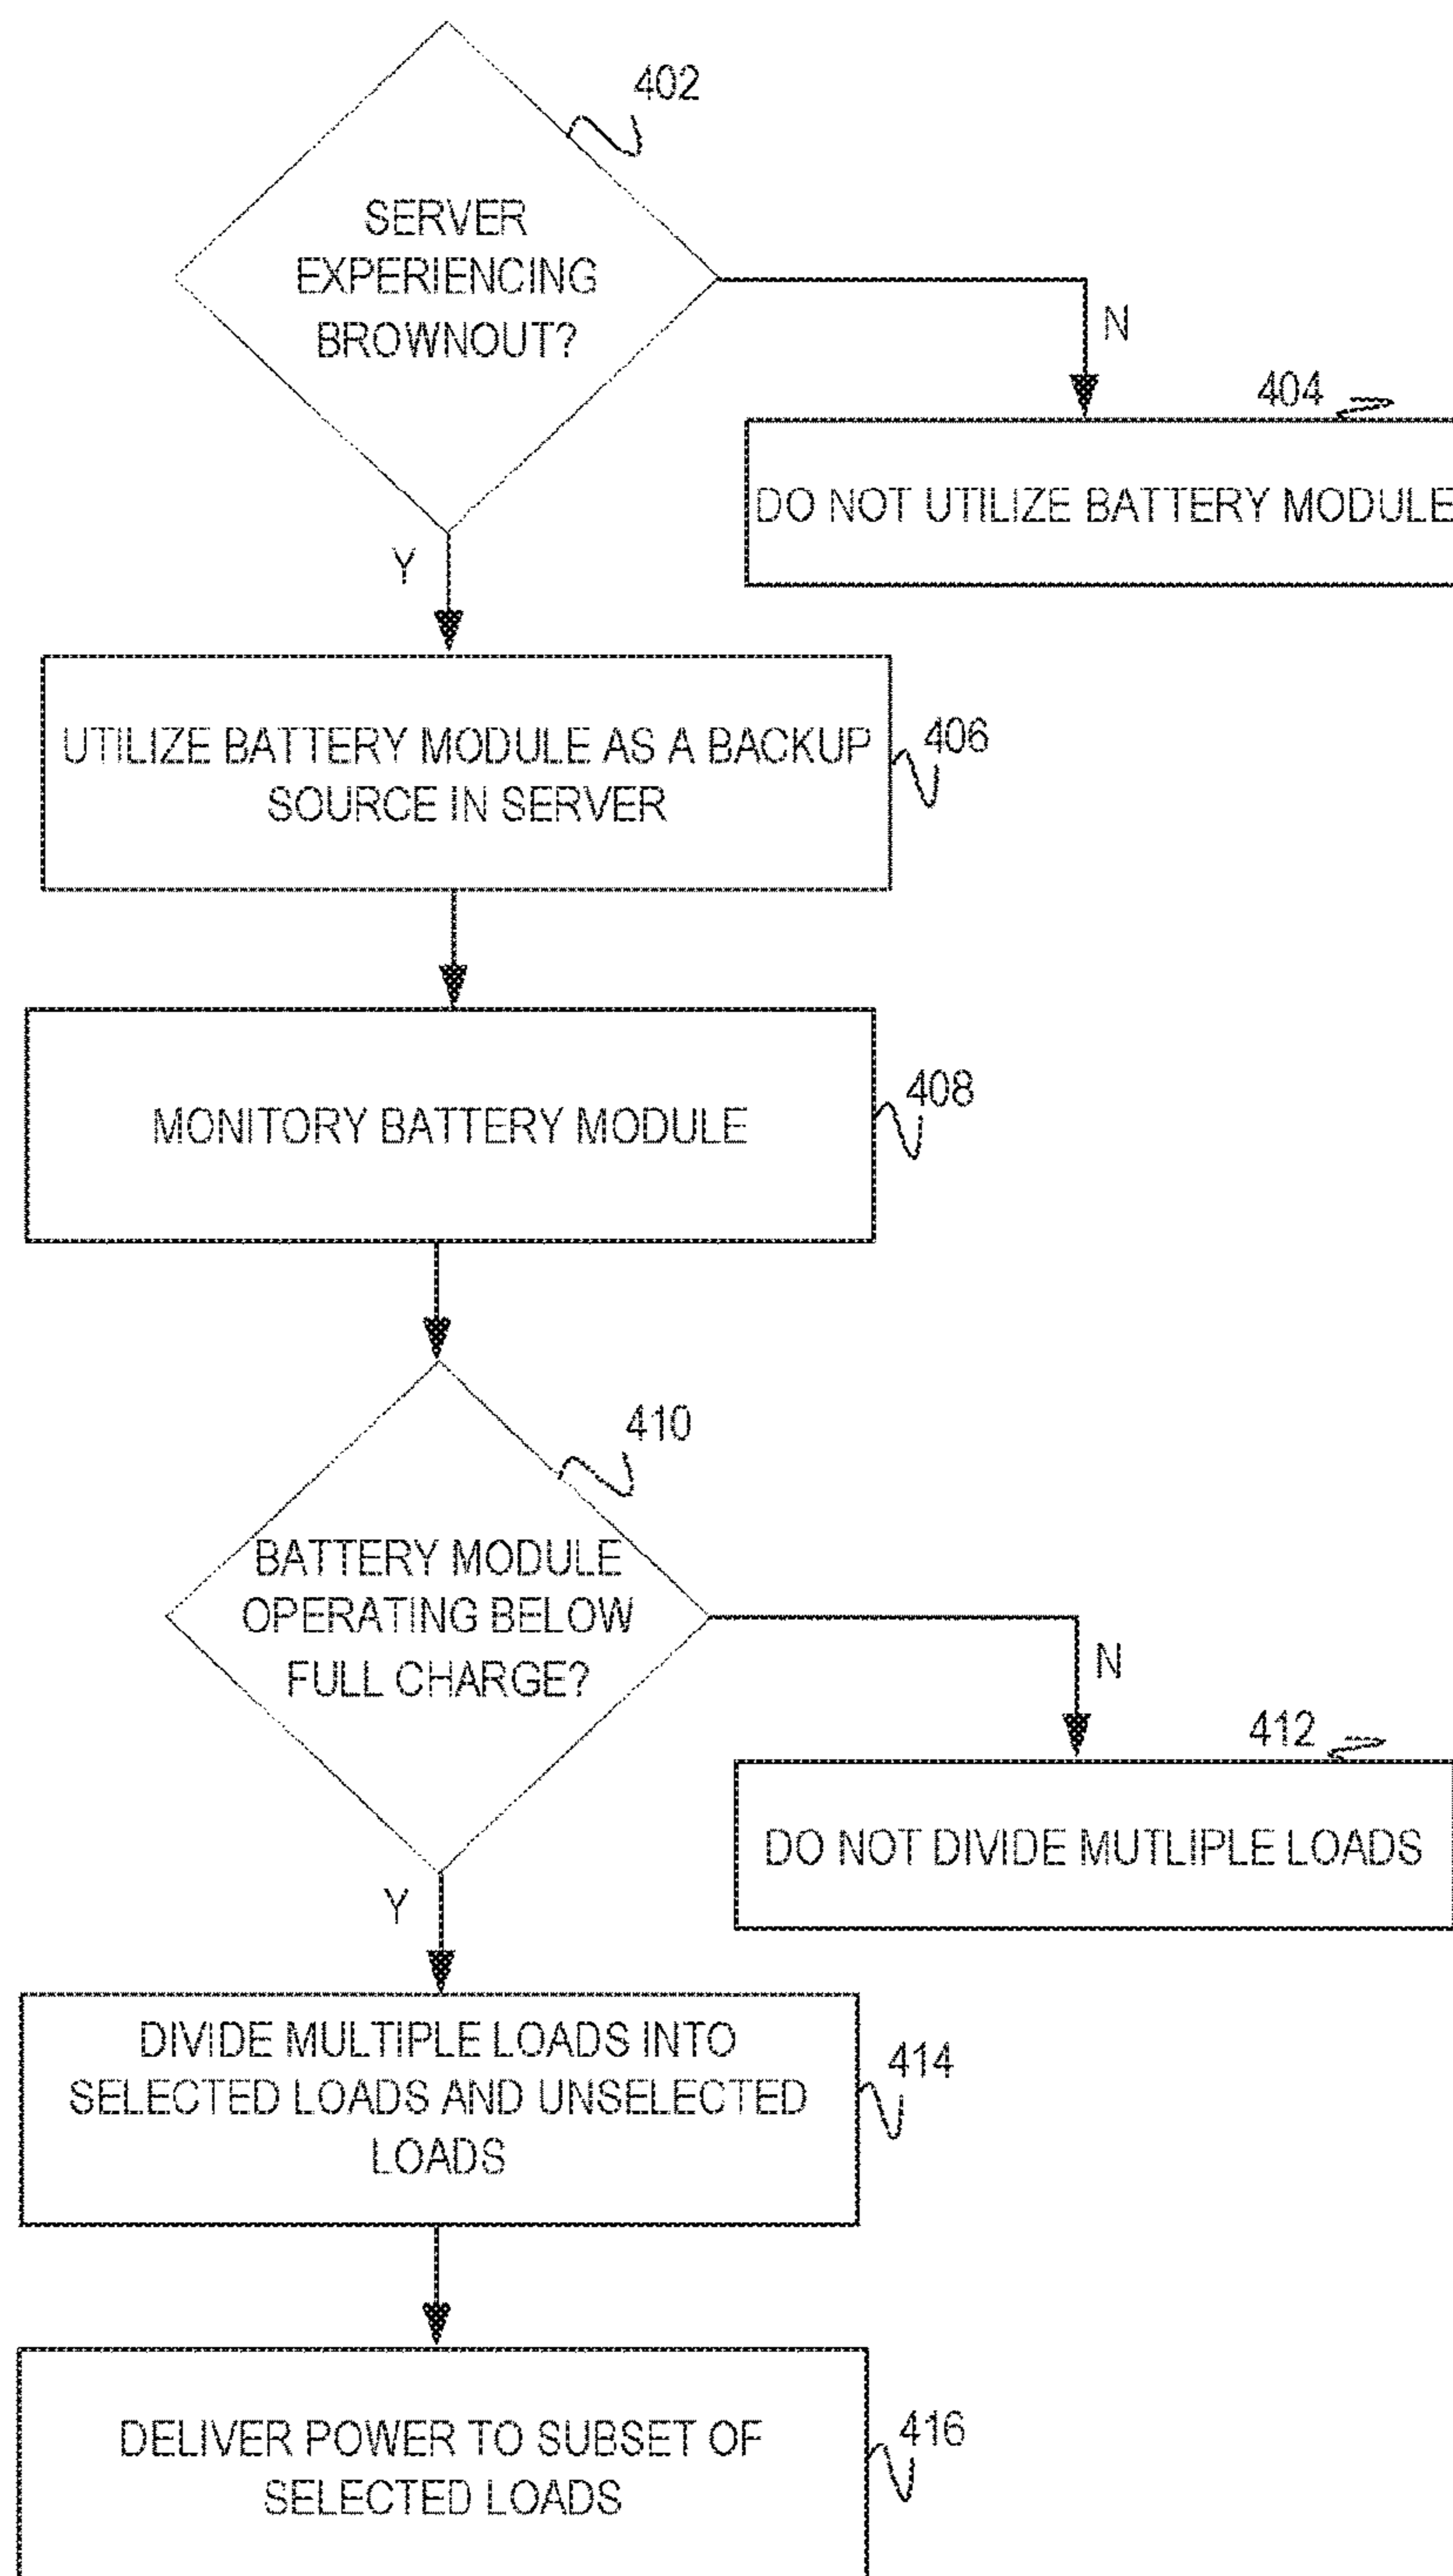 402
SERVER
EXPERIENCING
BROWNOUT?
N
404
DO NOT UTILIZE BATTERY MODULE
Y
UTILIZE BATTERY MODULE AS A BACKUP
SOURCE IN SERVER
406
MONITORY BATTERY MODULE
408
410
BATTERY MODULE
OPERATING BELOW
FULL CHARGE?
N
412
DO NOT DIVIDE MUTLIPLE LOADS
Y
DIVIDE MULTIPLE LOADS INTO
SELECTED LOADS AND UNSELECTED
LOADS
414
DELIVER POWER TO SUBSET OF
SELECTED LOADS
416